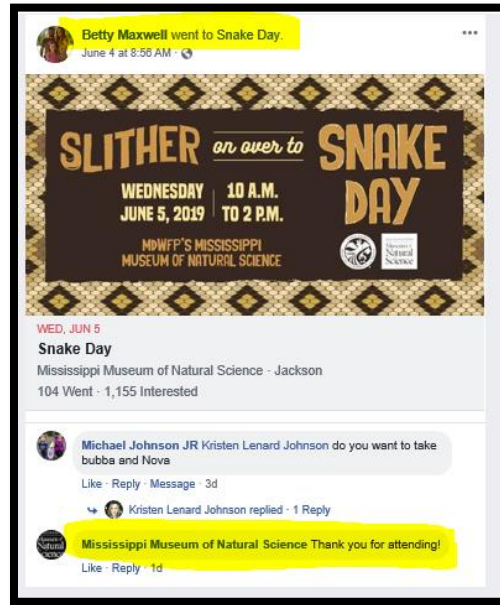 Betty Maxwell went to Snake Day.
June 4 at 8:56 AM ·
SLITHER on over to SNAKE
DAY
WEDNESDAY
JUNE 5, 2019
10 A.M.
TO 2 P.M.
MDWFP'S MISSISSIPPI
MUSEUM OF NATURAL SCIENCE
Natural
Science
WED, JUN 5
Snake Day
Mississippi Museum of Natural Science · Jackson
104 Went · 1,155 Interested
Michael Johnson JR Kristen Lenard Johnson do you want to take
bubba and Nova
Like · Reply · Message · 3d
Kristen Lenard Johnson replied · 1 Reply
Natural
Mississippi Museum of Natural Science Thank you for attending!
Like · Reply · 1d